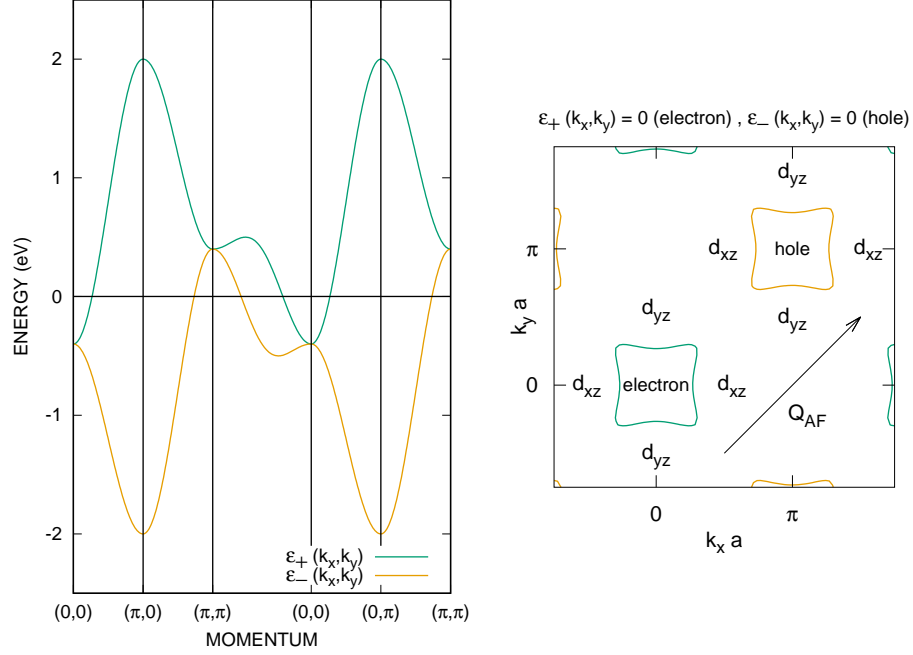 2
1
0
-1
-2
ENERGY (eV)
ε+ (kx,ky)
ε− (kx,ky)
(0,0) (π,0) (π,π) (0,0) (0,π) (π,π)
MOMENTUM
ε+ (kx,ky) = 0 (electron) , ε− (kx,ky) = 0 (hole)
dyz
π dxz hole dxz
ky a
dyz dyz
0 dxz electron dxz
QAF
dyz
0 π
kx a